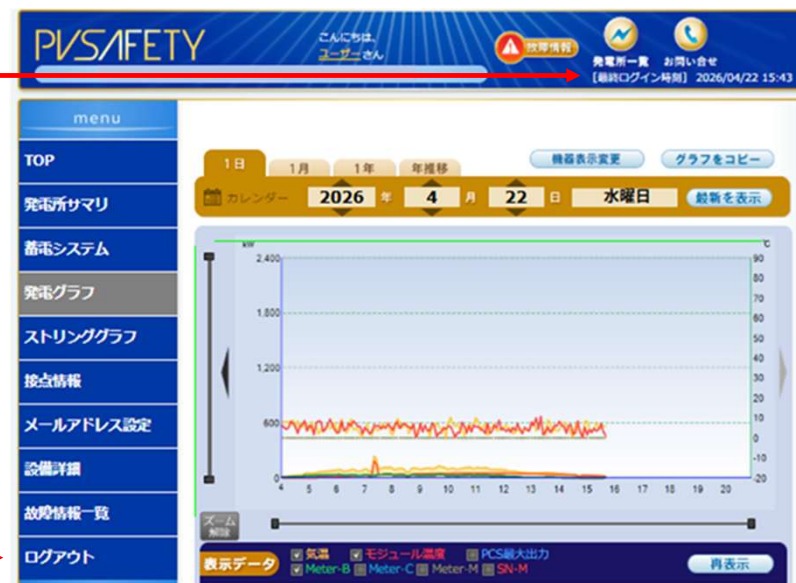 PVSAFETY
こんにちは、
ユーザーさん
故障情報
発電所一覧 お問い合せ
[最終ログイン時刻] 2026/04/22 15:43
menu
TOP
発電所サマリ
蓄電システム
発電グラフ
ストリンググラフ
接点情報
メールアドレス設定
設備詳細
故障情報一覧
ログアウト
1日 1月 1年 年推移
機器表示変更 グラフをコピー
カレンダー 2026 年 4 月 22 日 水曜日 最新を表示
kW ℃
2,400
1,800
1,200
600
0
90
80
70
60
50
40
30
20
10
0
-10
-20
4 5 6 7 8 9 10 11 12 13 14 15 16 17 18 19 20
ズーム
解除
表示データ
気温 モジュール温度 PCS最大出力
Meter-B Meter-C Meter-M SN-M
再表示